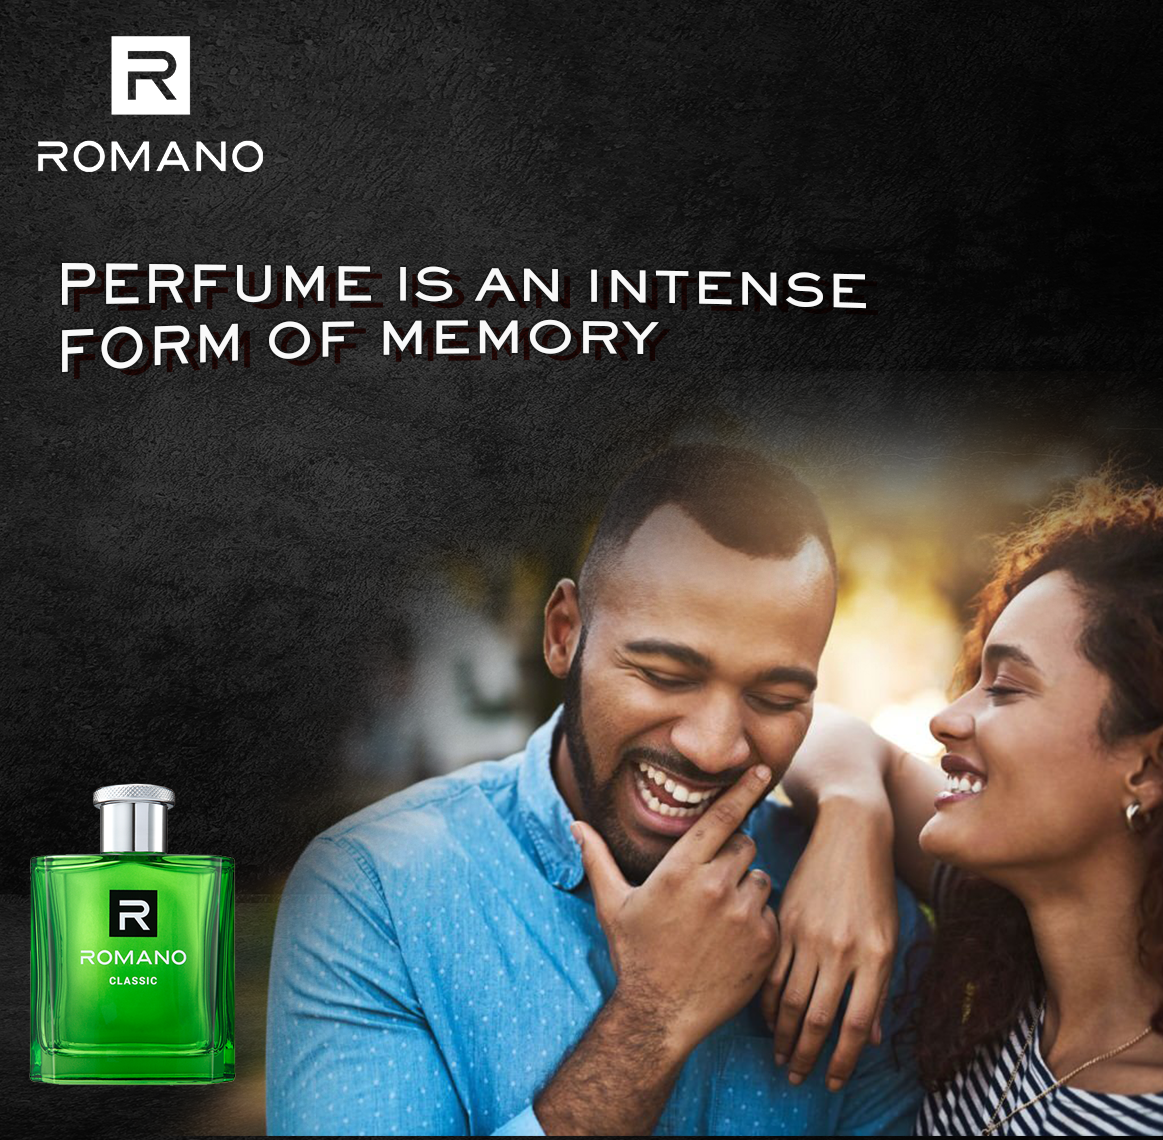 R
ROMANO
PERFUME IS AN INTENSE
FORM OF MEMORY
R
ROMANO
CLASSIC